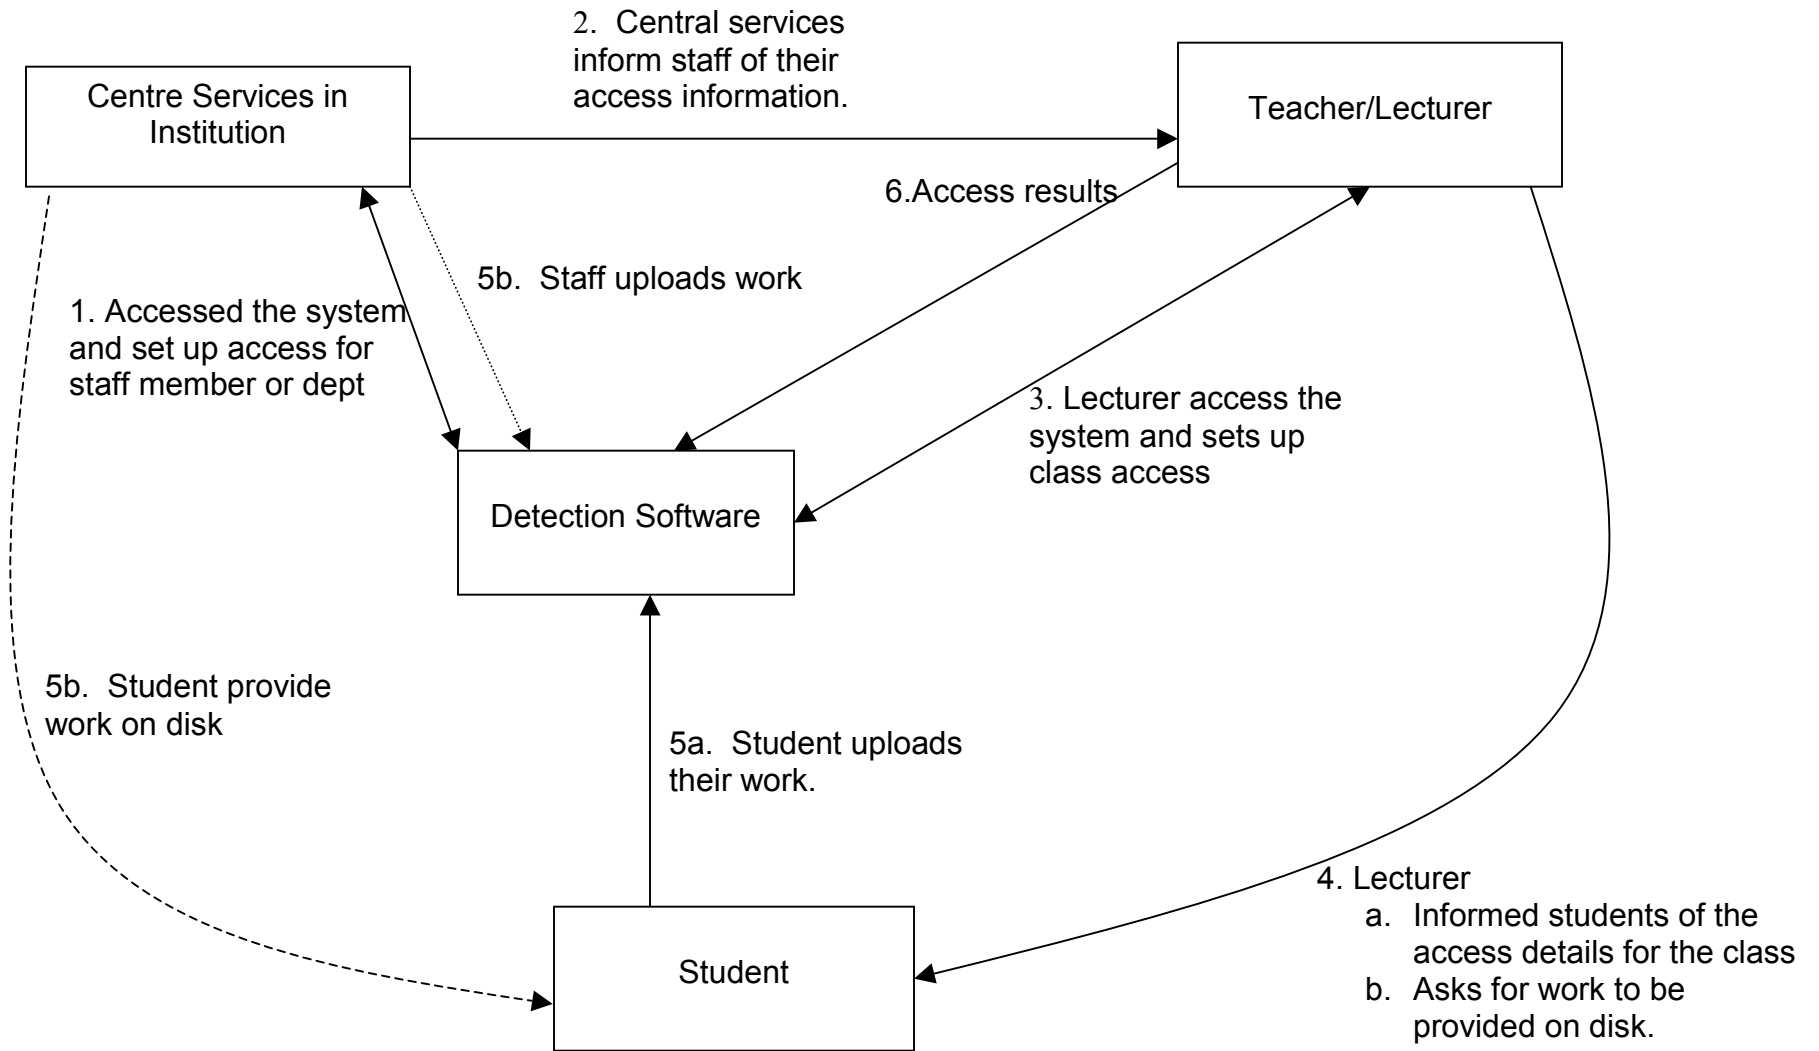 2. Central services
inform staff of their
access information.
Centre Services in
Institution
Teacher/Lecturer
6.Access results
5b. Staff uploads work
1. Accessed the system
and set up access for
staff member or dept
3. Lecturer access the
system and sets up
class access
Detection Software
5b. Student provide
work on disk
5a. Student uploads
their work.
4. Lecturer
a. Informed students of the
access details for the class
b. Asks for work to be
provided on disk.
Student